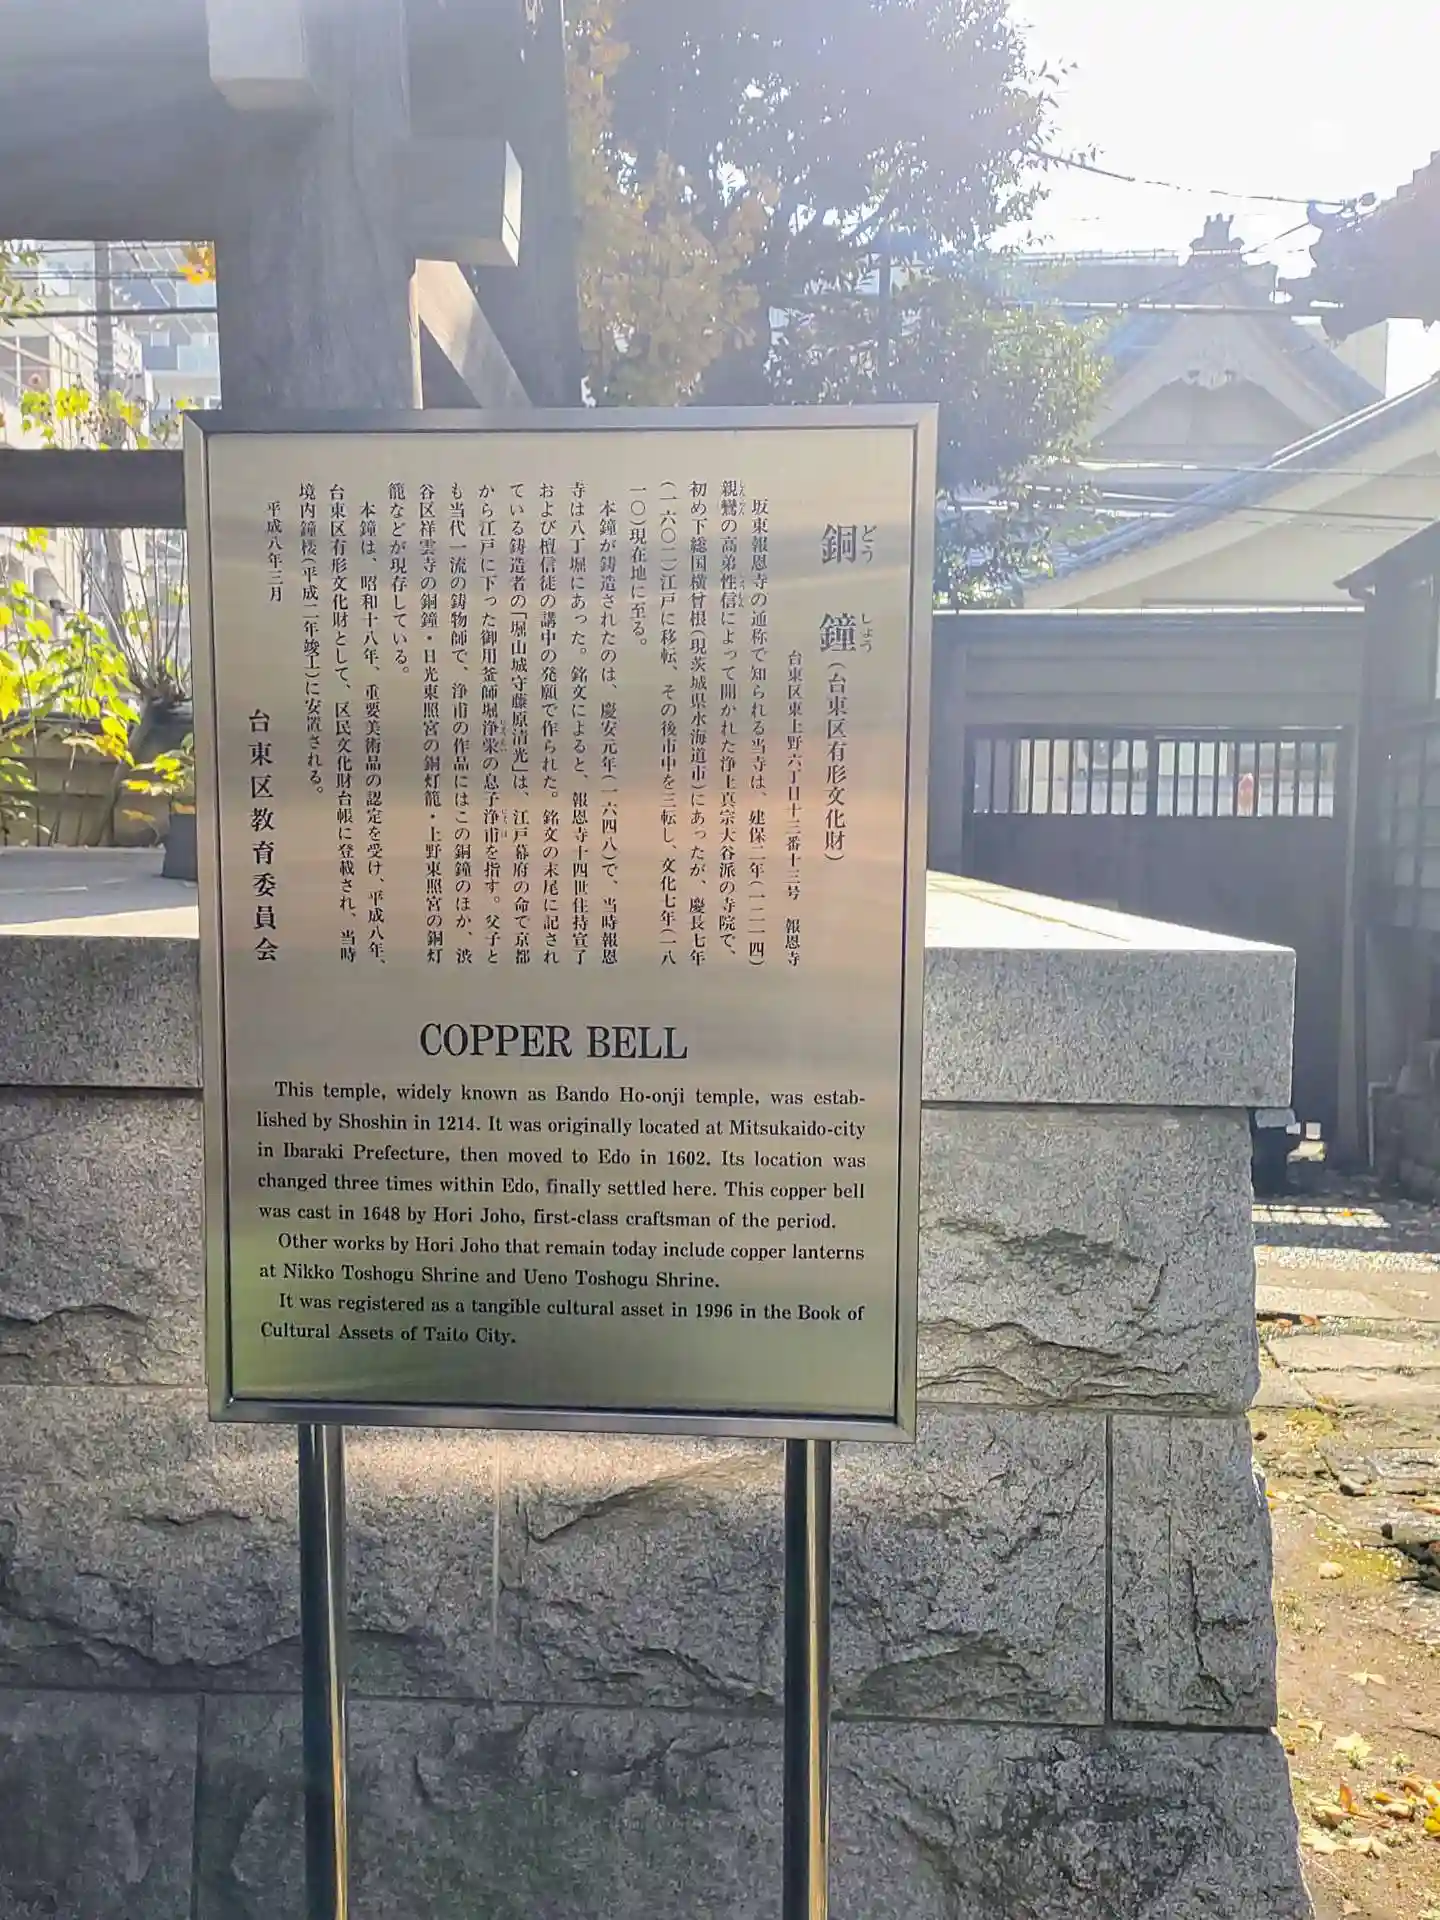 銅鐘(台東区有形文化財)
どう しょう
台東区東上野六丁目十三番十三号 報恩寺
坂東報恩寺の通称で知られる当寺は、建保二年(一二一四)
親鸞の高弟性信によって開かれた浄土真宗大谷派の寺院で、
しんらん しょうしん
初め下総国横曾根(現茨城県水海道市)にあったが、慶長七年
(一六〇二)江戸に移転、その後市中を三転し、文化七年(一八
一〇)現在地に至る。
本鐘が鋳造されたのは、慶安元年(一六四八)で、当時報恩
寺は八丁堀にあった。銘文によると、報恩寺十四世住持宣了
および檀信徒の講中の発願で作られた。銘文の末尾に記され
ている鋳造者の「堀山城守藤原清光」は、江戸幕府の命で京都
から江戸に下った御用釜師堀浄栄の息子浄甫を指す。父子と
じょうえい じょうほ
も当代一流の鋳物師で、浄甫の作品にはこの銅鐘のほか、渋
谷区祥雲寺の銅鐘・日光東照宮の銅灯籠・上野東照宮の銅灯
籠などが現存している。
本鐘は、昭和十八年、重要美術品の認定を受け、平成八年、
台東区有形文化財として、区民文化財台帳に登載され、当時
境内鐘楼(平成二年竣工)に安置される。
平成八年三月
台東区教育委員会
COPPER BELL
This temple, widely known as Bando Ho-onji temple, was estab-
lished by Shoshin in 1214. It was originally located at Mitsukaido-city
in Ibaraki Prefecture, then moved to Edo in 1602. Its location was
changed three times within Edo, finally settled here. This copper bell
was cast in 1648 by Hori Joho, first-class craftsman of the period.
Other works by Hori Joho that remain today include copper lanterns
at Nikko Toshogu Shrine and Ueno Toshogu Shrine.
It was registered as a tangible cultural asset in 1996 in the Book of
Cultural Assets of Taito City.